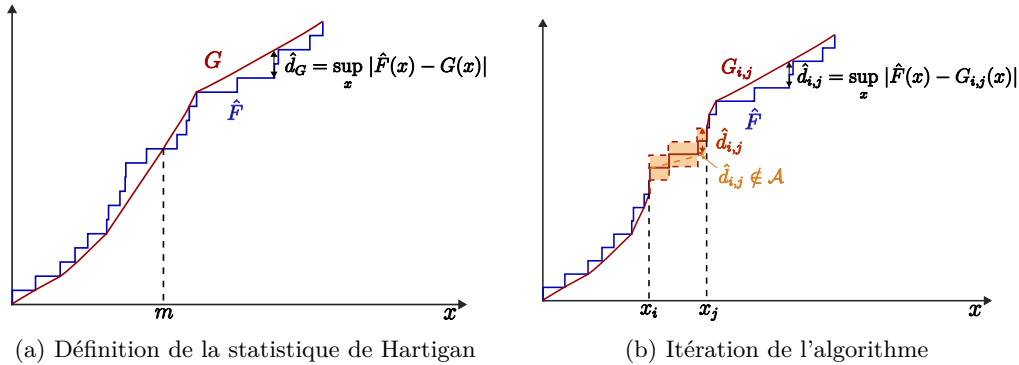 G
d̂_G = sup_x |F̂(x) − G(x)|
F̂
m
x
(a) Définition de la statistique de Hartigan
G_{i,j}
d̂_{i,j} = sup_x |F̂(x) − G_{i,j}(x)|
F̂
d̂_{i,j}
d̂_{i,j} ∉ 𝒜
x_i
x_j
x
(b) Itération de l'algorithme